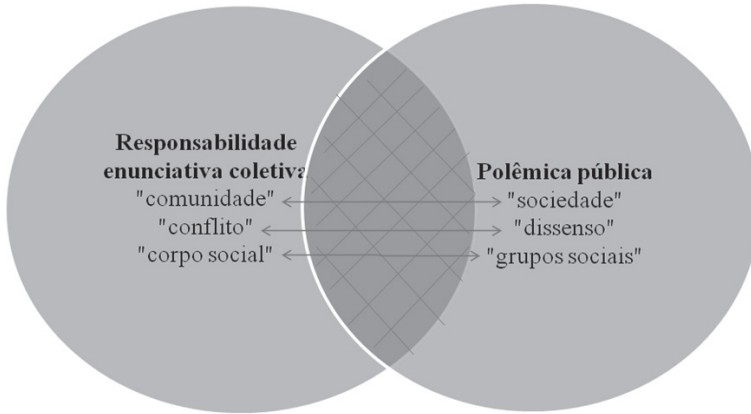 Responsabilidade
enunciativa coletiva
"comunidade"
"conflito"
"corpo social"
Polêmica pública
"sociedade"
"dissenso"
"grupos sociais"